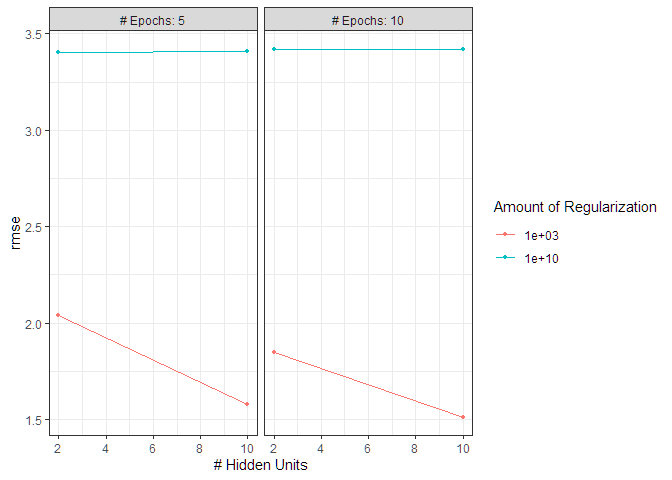 # Epochs: 5
# Epochs: 10
3.5
3.0
2.5
2.0
1.5
rmse
2 4 6 8 10
2 4 6 8 10
# Hidden Units
Amount of Regularization
1e+03
1e+10